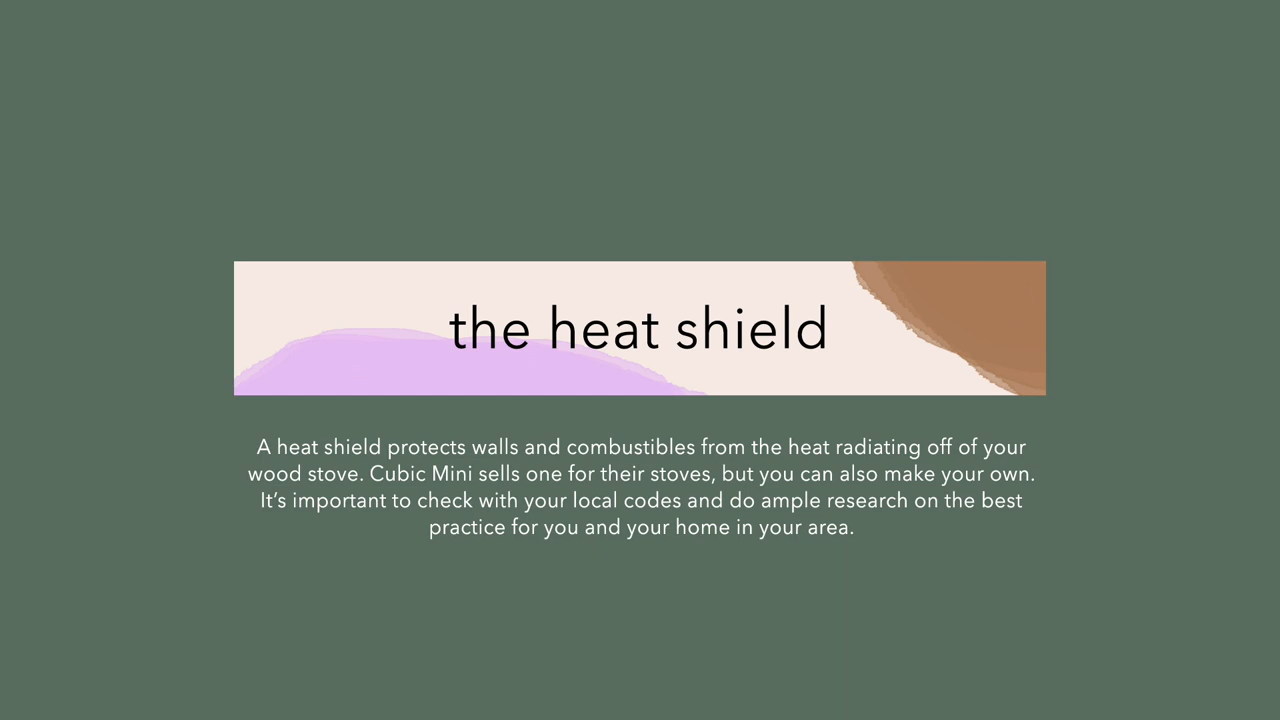 the heat shield
A heat shield protects walls and combustibles from the heat radiating off of your
wood stove. Cubic Mini sells one for their stoves, but you can also make your own.
It’s important to check with your local codes and do ample research on the best
practice for you and your home in your area.